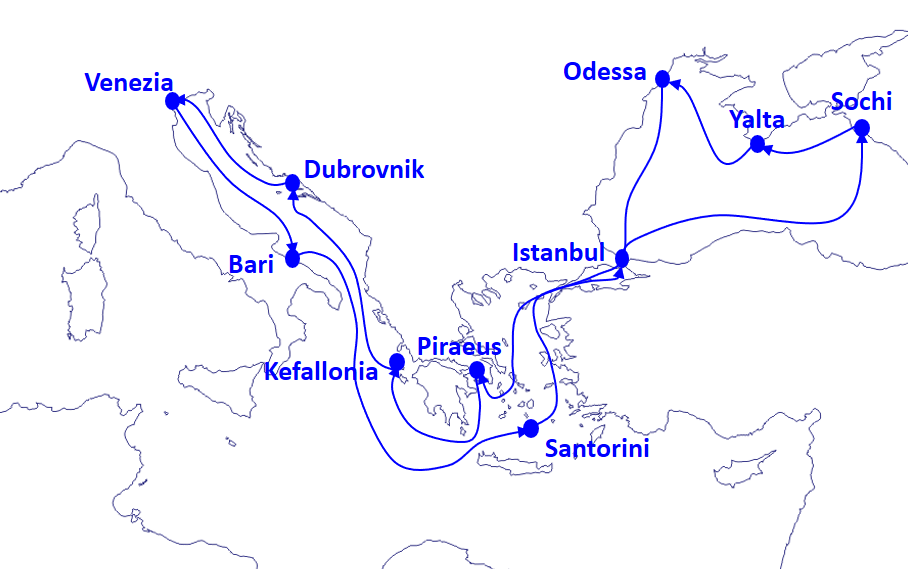 Odessa
Venezia
Sochi
Yalta
Dubrovnik
Istanbul
Bari
Piraeus
Kefallonia
Santorini